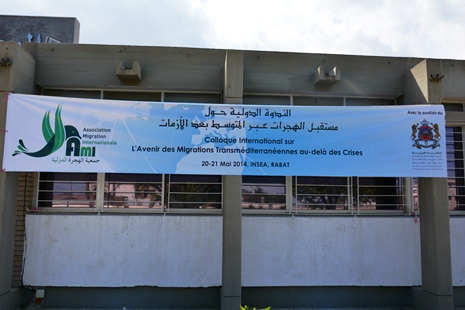 Association
Migration
Internationale
Ami
جمعية الهجرة الدولية
الندوة الدولية حول
مستقبل الهجرات عبر المتوسط بعد الأزمات
Colloque International sur
L'Avenir des Migrations Transméditerranéennes au-delà des Crises
20-21 Mai 2014, INSEA, RABAT
Avec le soutien du